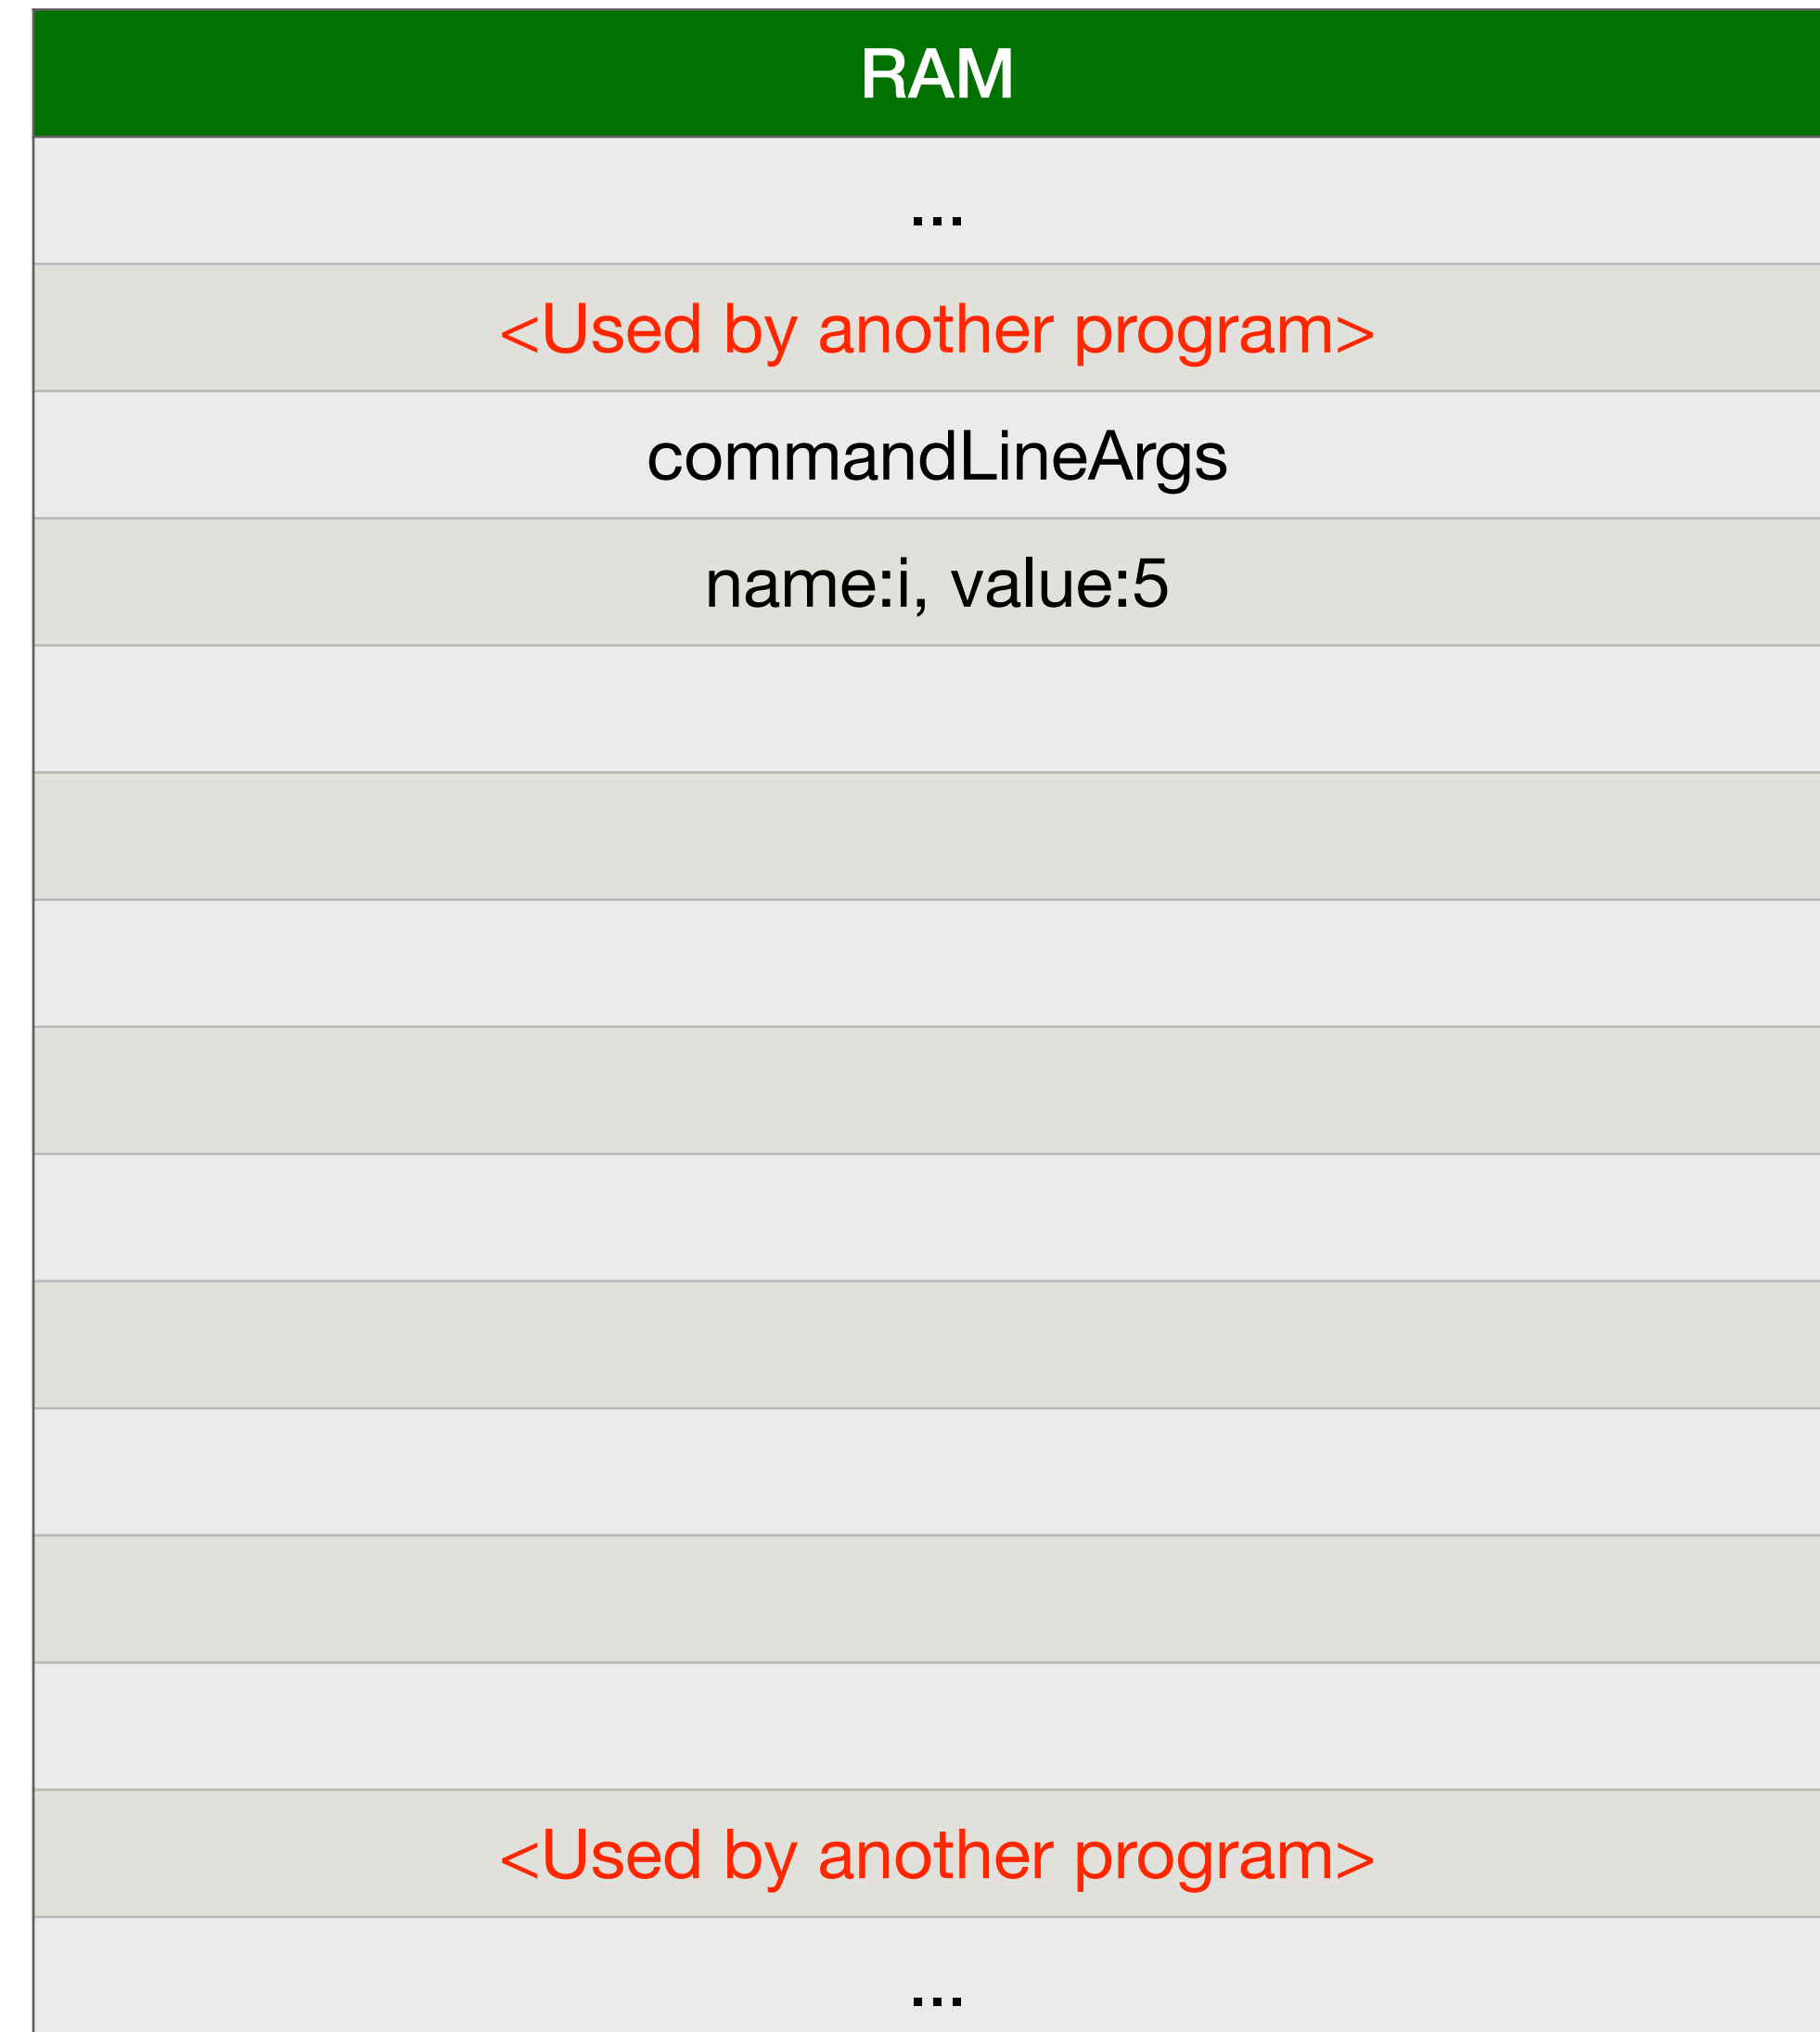 RAM
...
<Used by another program>
commandLineArgs
name:i, value:5
<Used by another program>
...